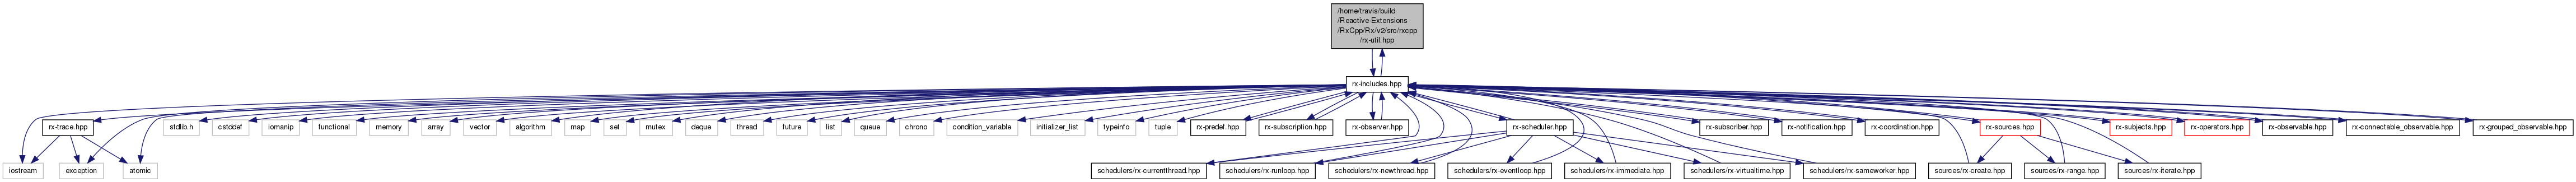 /home/travis/build
/Reactive-Extensions
/RxCpp/Rx/v2/src/rxcpp
/rx-util.hpp
rx-includes.hpp
rx-trace.hpp
stdlib.h
cstddef
iomanip
functional
memory
array
vector
algorithm
map
set
mutex
deque
thread
future
list
queue
chrono
condition_variable
initializer_list
typeinfo
tuple
rx-predef.hpp
rx-subscription.hpp
rx-observer.hpp
rx-scheduler.hpp
rx-subscriber.hpp
rx-notification.hpp
rx-coordination.hpp
rx-sources.hpp
rx-subjects.hpp
rx-operators.hpp
rx-observable.hpp
rx-connectable_observable.hpp
rx-grouped_observable.hpp
iostream
exception
atomic
schedulers/rx-currentthread.hpp
schedulers/rx-runloop.hpp
schedulers/rx-newthread.hpp
schedulers/rx-eventloop.hpp
schedulers/rx-immediate.hpp
schedulers/rx-virtualtime.hpp
schedulers/rx-sameworker.hpp
sources/rx-create.hpp
sources/rx-range.hpp
sources/rx-iterate.hpp